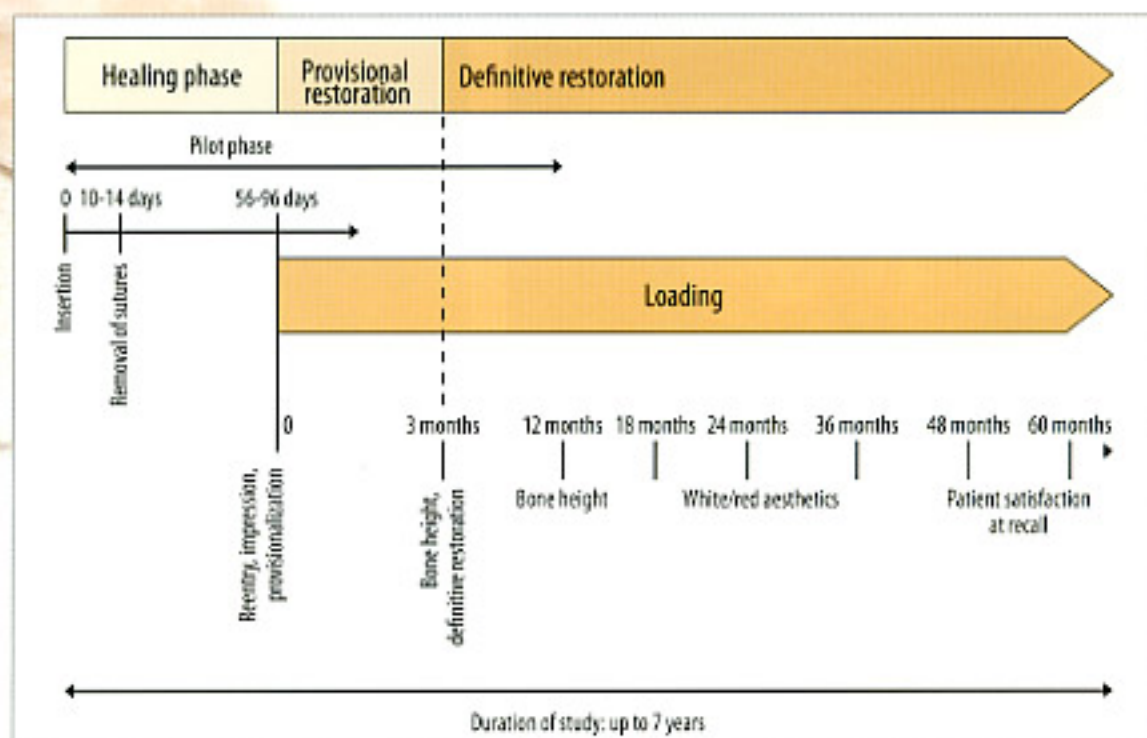 Healing phase
Provisional
restoration
Definitive restoration
Pilot phase
0 10-14 days 56-96 days
Insertion
Removal of sutures
Loading
0 3 months 12 months 18 months 24 months 36 months 48 months 60 months
Reentry, impression,
provisionalization
Bone height,
definitive restoration
Bone height
White/red aesthetics
Patient satisfaction
at recall
Duration of study: up to 7 years